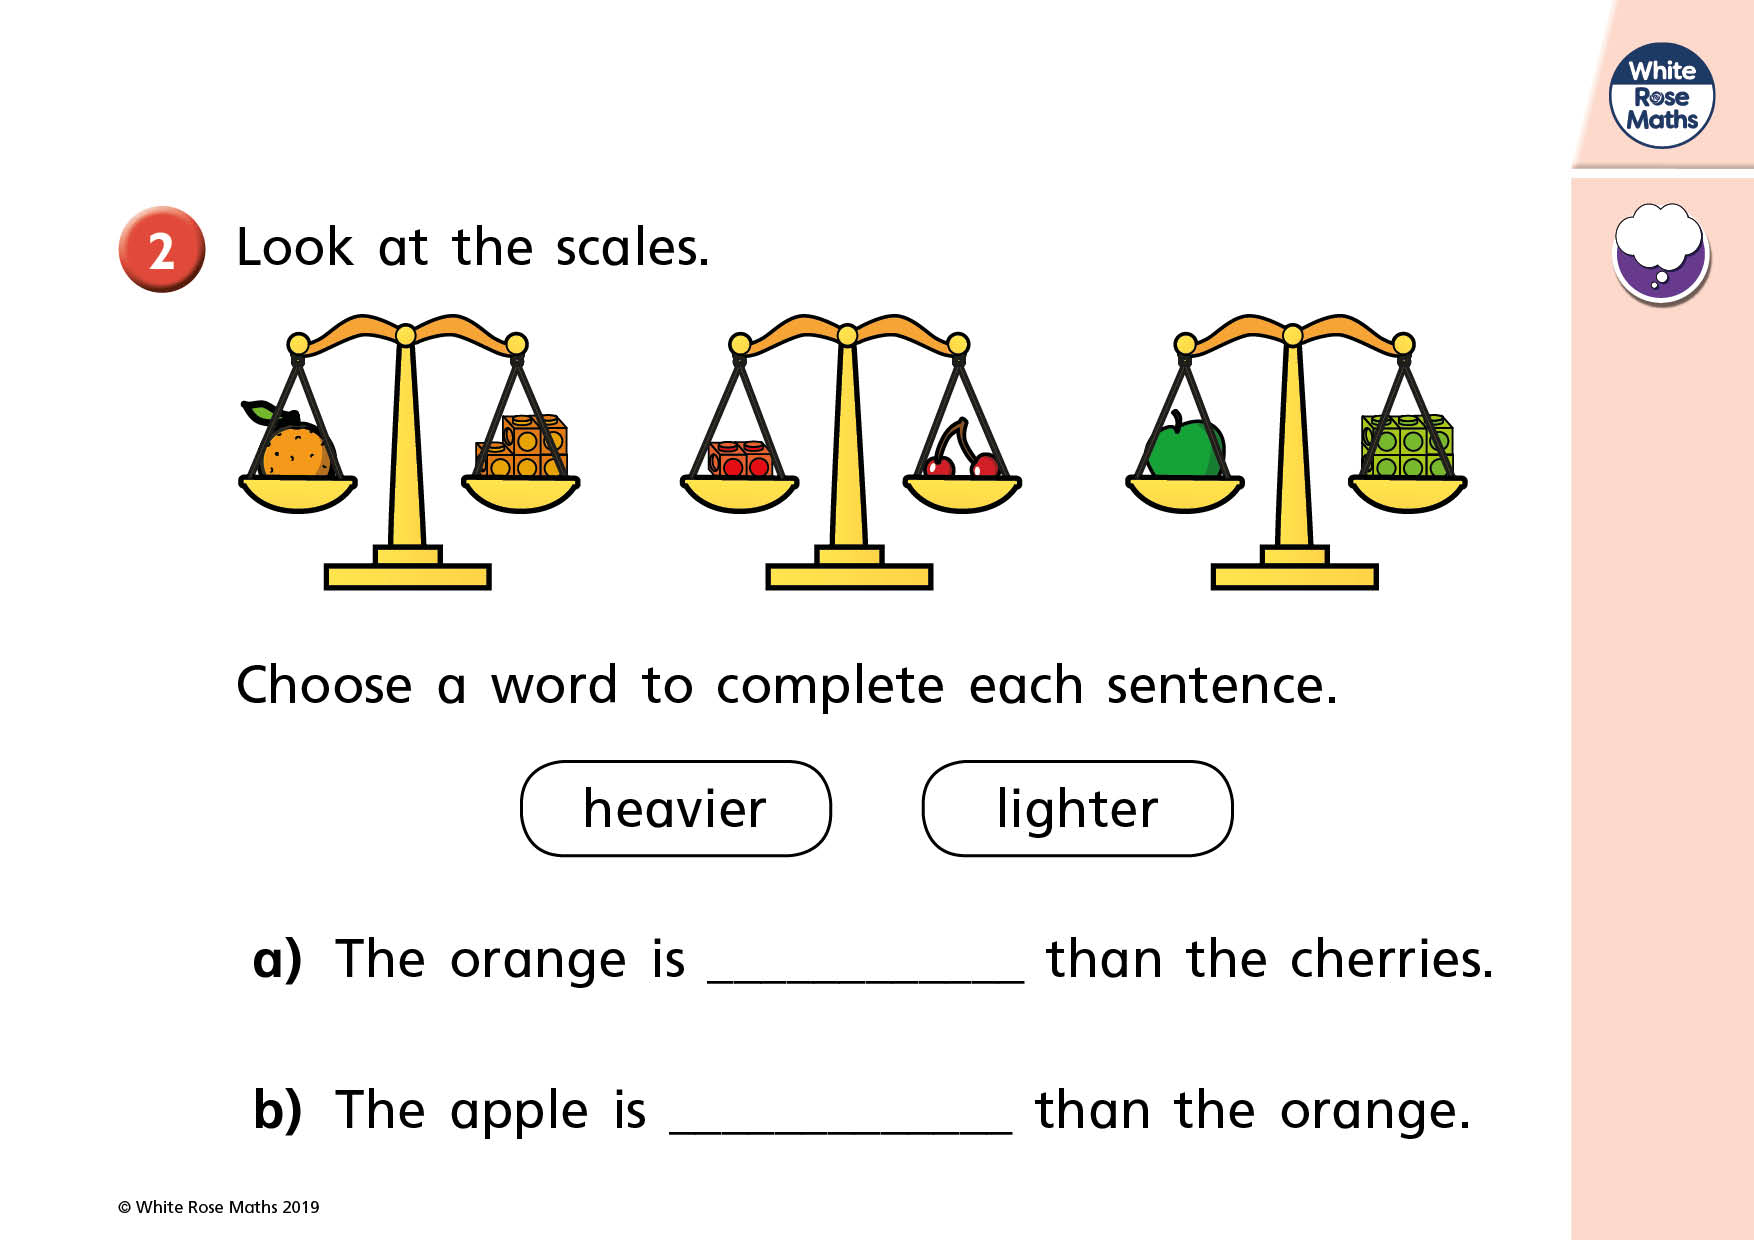 White
Rose
Maths
2 Look at the scales.
Choose a word to complete each sentence.
heavier lighter
a) The orange is ____________ than the cherries.
b) The apple is _____________ than the orange.
© White Rose Maths 2019